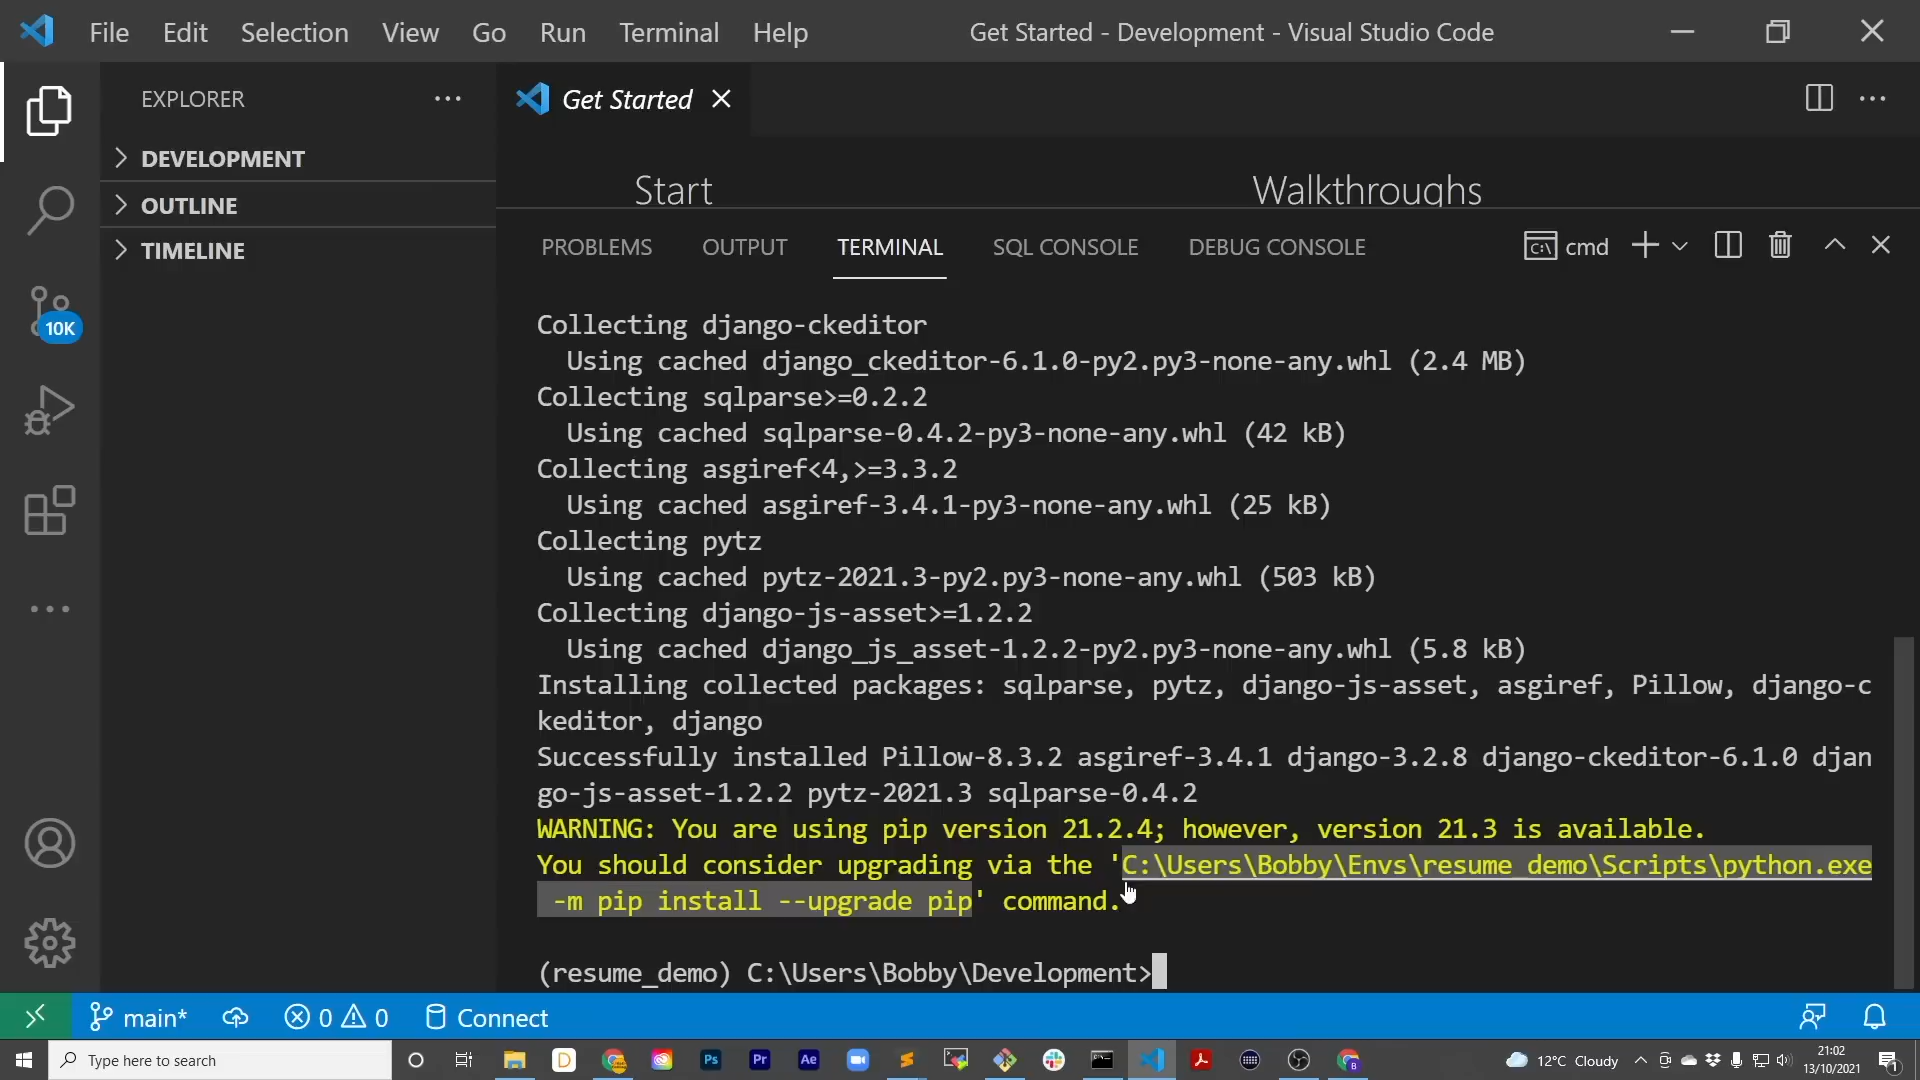 File Edit Selection View Go Run Terminal Help Get Started - Development - Visual Studio Code
EXPLORER
Get Started
DEVELOPMENT
OUTLINE
TIMELINE
Start Walkthroughs
PROBLEMS OUTPUT TERMINAL SQL CONSOLE DEBUG CONSOLE cmd
Collecting django-ckeditor
Using cached django_ckeditor-6.1.0-py2.py3-none-any.whl (2.4 MB)
Collecting sqlparse>=0.2.2
Using cached sqlparse-0.4.2-py3-none-any.whl (42 kB)
Collecting asgiref<4,>=3.3.2
Using cached asgiref-3.4.1-py3-none-any.whl (25 kB)
Collecting pytz
Using cached pytz-2021.3-py2.py3-none-any.whl (503 kB)
Collecting django-js-asset>=1.2.2
Using cached django_js_asset-1.2.2-py2.py3-none-any.whl (5.8 kB)
Installing collected packages: sqlparse, pytz, django-js-asset, asgiref, Pillow, django-c
keditor, django
Successfully installed Pillow-8.3.2 asgiref-3.4.1 django-3.2.8 django-ckeditor-6.1.0 djan
go-js-asset-1.2.2 pytz-2021.3 sqlparse-0.4.2
WARNING: You are using pip version 21.2.4; however, version 21.3 is available.
You should consider upgrading via the 'C:\Users\Bobby\Envs\resume_demo\Scripts\python.exe
-m pip install --upgrade pip' command.
(resume_demo) C:\Users\Bobby\Development>
10K
main* 0 0 Connect
Type here to search
D Ps Pr Ae
12°C Cloudy
21:02
13/10/2021
1